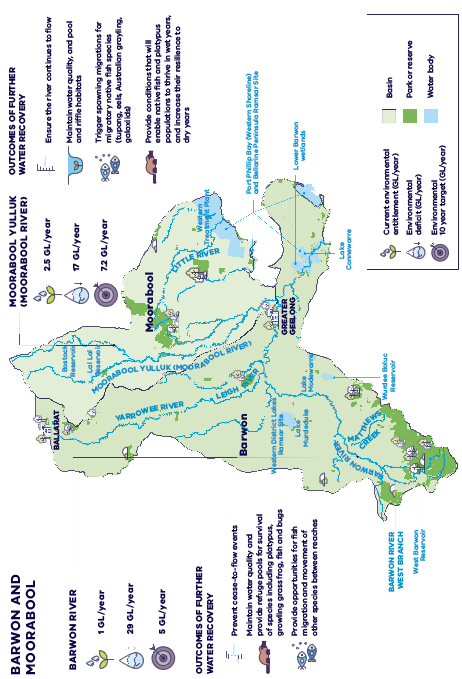 BARWON AND
MOORABOOL
BARWON RIVER
1 GL/year
29 GL/year
5 GL/year
OUTCOMES OF FURTHER
WATER RECOVERY
Prevent cease-to-flow events
Maintain water quality and
provide refuge pools for survival
of species including platypus,
growling grass frog, fish and bugs
Provide opportunities for fish
migration and movement of
other species between reaches
MOORABOOL YULLUK
(MOORABOOL RIVER)
2.5 GL/year
17 GL/year
7.2 GL/year
OUTCOMES OF FURTHER
WATER RECOVERY
Ensure the river continues to flow
Maintain water quality, and pool
and riffle habitats
Trigger spawning migrations for
migratory native fish species
(tupong, eels, Australian grayling,
galaxiids)
Provide conditions that will
enable native fish and platypus
populations to thrive in wet years,
and increase their resilience to
dry years
BALLARAT
Bostock
Reservoir
Lal Lal
Reservoir
MOORABOOL YULLUK (MOORABOOL RIVER)
YARROWEE RIVER
LEIGH RIVER
Moorabool
LITTLE RIVER
Western
Treatment Plant
Port Phillip Bay (Western Shoreline)
and Bellarine Peninsula Ramsar Site
Lower Barwon
wetlands
GREATER
GEELONG
Lake
Connewarre
Barwon
Western District Lakes
Ramsar Site
Lake
Murdeduke
Lake
Modewarre
Wurdee Boluc
Reservoir
BARWON RIVER
MATTHEWS
CREEK
BARWON RIVER
WEST BRANCH
West Barwon
Reservoir
Current environmental
entitlement (GL/year)
Environmental
deficit (GL/year)
Environmental
10 year target (GL/year)
Basin
Park or reserve
Water body